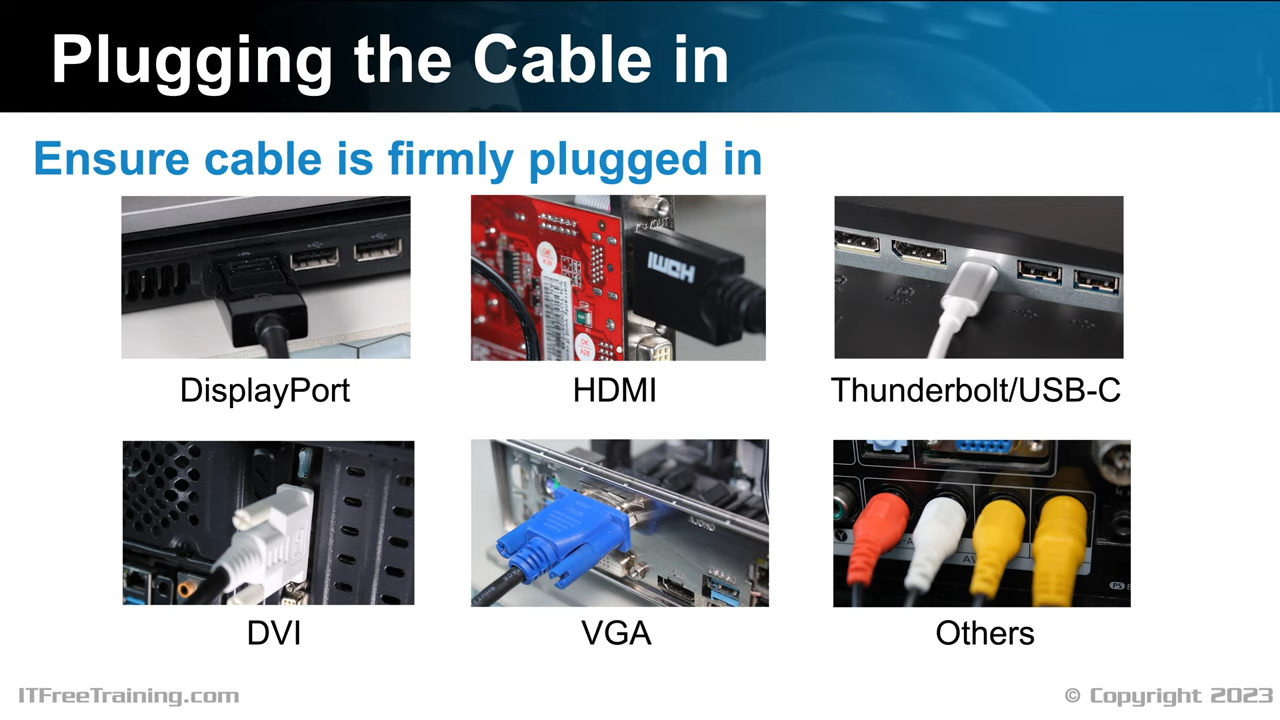 Plugging the Cable in
Ensure cable is firmly plugged in
HDMI
DisplayPort
HDMI
Thunderbolt/USB-C
DVI
VGA
Others
ITFreeTraining.com
© Copyright 2023